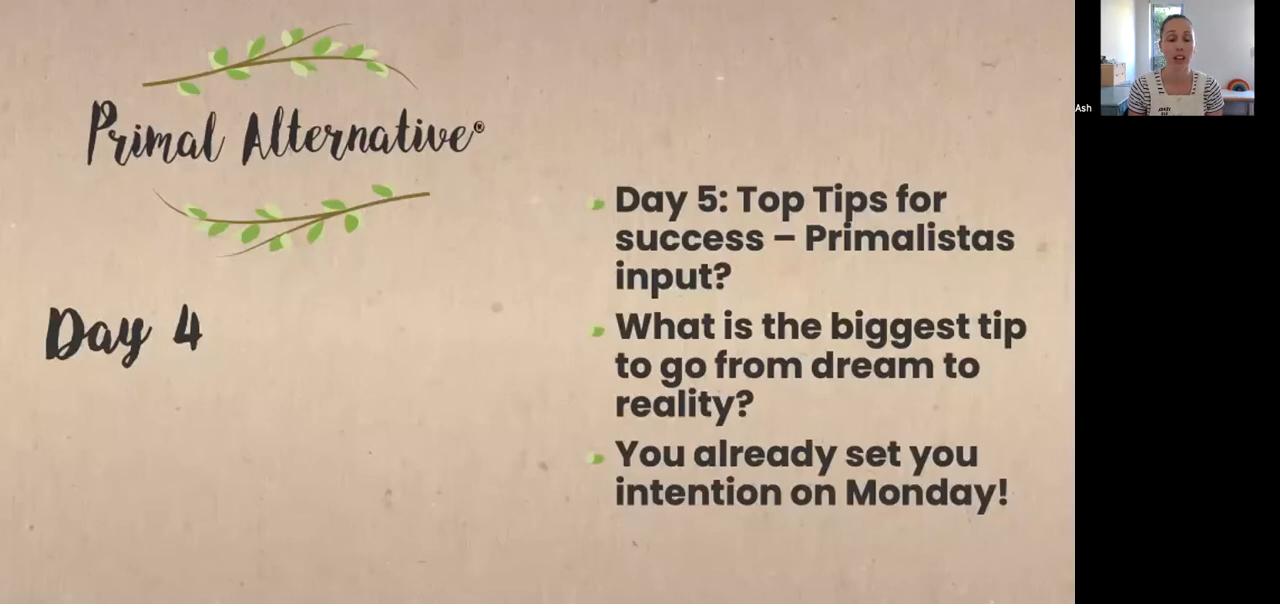 Primal Alternative®
Day 4
Day 5: Top Tips for
success – Primalistas
input?
What is the biggest tip
to go from dream to
reality?
You already set you
intention on Monday!
Ash